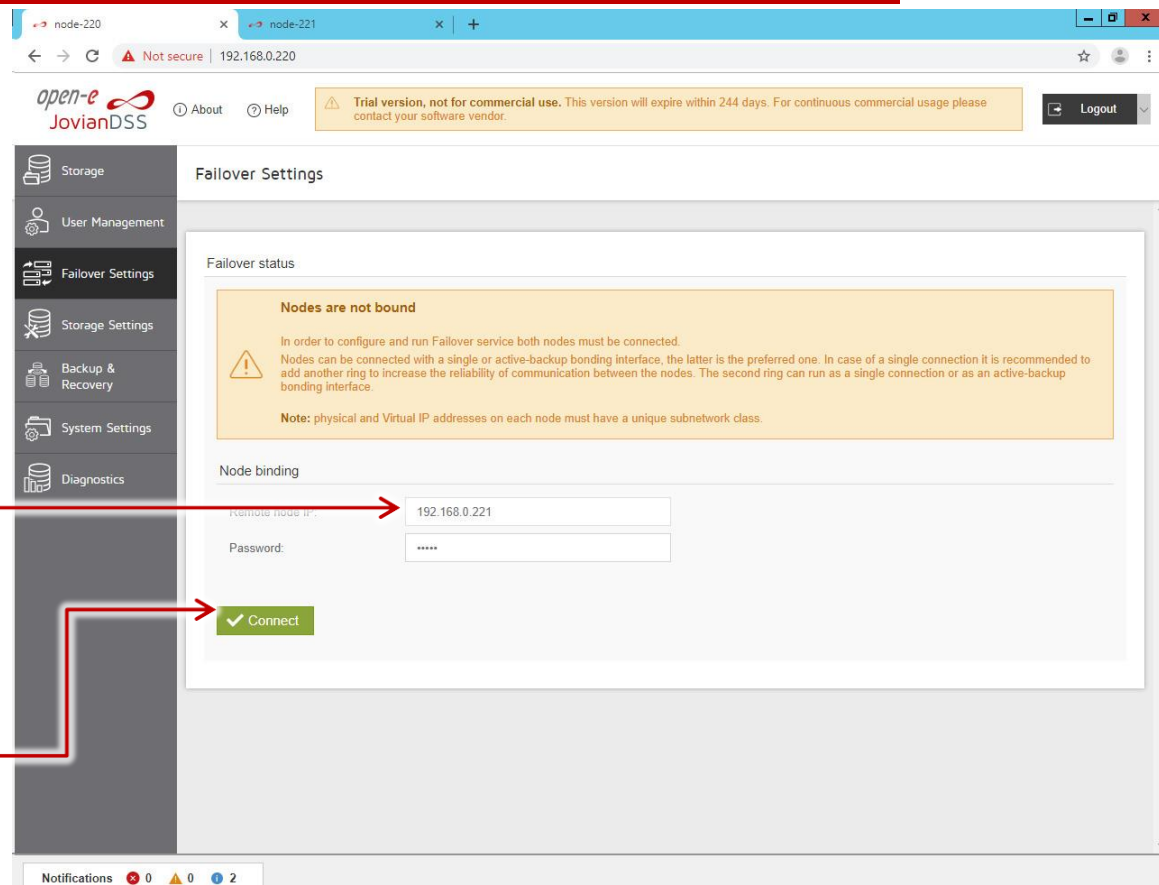 node-220
node-221
Not secure | 192.168.0.220
open-e
JovianDSS
About
Help
Trial version, not for commercial use. This version will expire within 244 days. For continuous commercial usage please
contact your software vendor.
Logout
Storage
User Management
Failover Settings
Storage Settings
Backup &
Recovery
System Settings
Diagnostics
Failover Settings
Failover status
Nodes are not bound
In order to configure and run Failover service both nodes must be connected.
Nodes can be connected with a single or active-backup bonding interface, the latter is the preferred one. In case of a single connection it is recommended to
add another ring to increase the reliability of communication between the nodes. The second ring can run as a single connection or as an active-backup
bonding interface.
Note: physical and Virtual IP addresses on each node must have a unique subnetwork class.
Node binding
Remote node IP:
192.168.0.221
Password:
•••••
Connect
Notifications 0 0 2